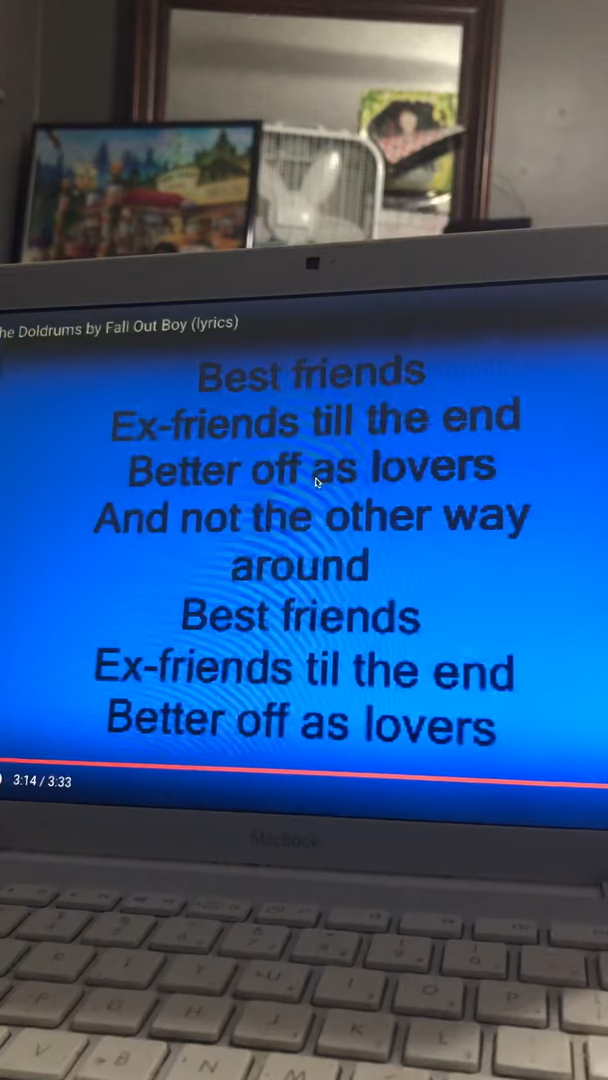 he Doldrums by Fall Out Boy (lyrics)
Best friends
Ex-friends till the end
Better off as lovers
And not the other way
around
Best friends
Ex-friends til the end
Better off as lovers
3:14 / 3:33
MacBook
R T Y U I O P
F G H J K L
V B N M